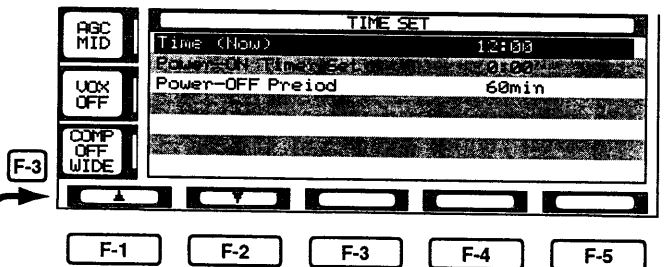 AGC
MID
VOX
OFF
COMP
OFF
WIDE
TIME SET
Time (Now) 12:00
Power-ON Timer Set 0:00
Power-OFF Preiod 60min
F-3
▲ ▼
F-1 F-2 F-3 F-4 F-5